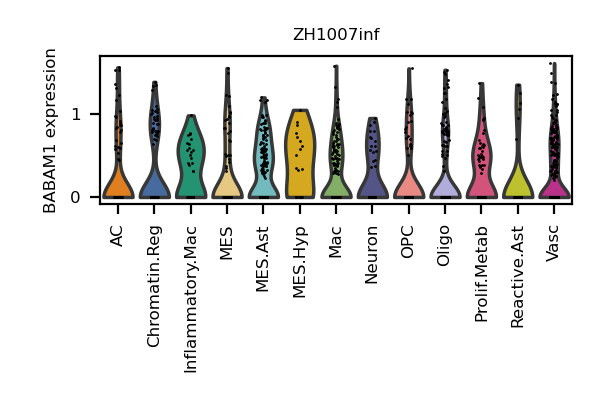 ZH1007inf
BABAM1 expression
1
0
AC
Chromatin.Reg
Inflammatory.Mac
MES
MES.Ast
MES.Hyp
Mac
Neuron
OPC
Oligo
Prolif.Metab
Reactive.Ast
Vasc